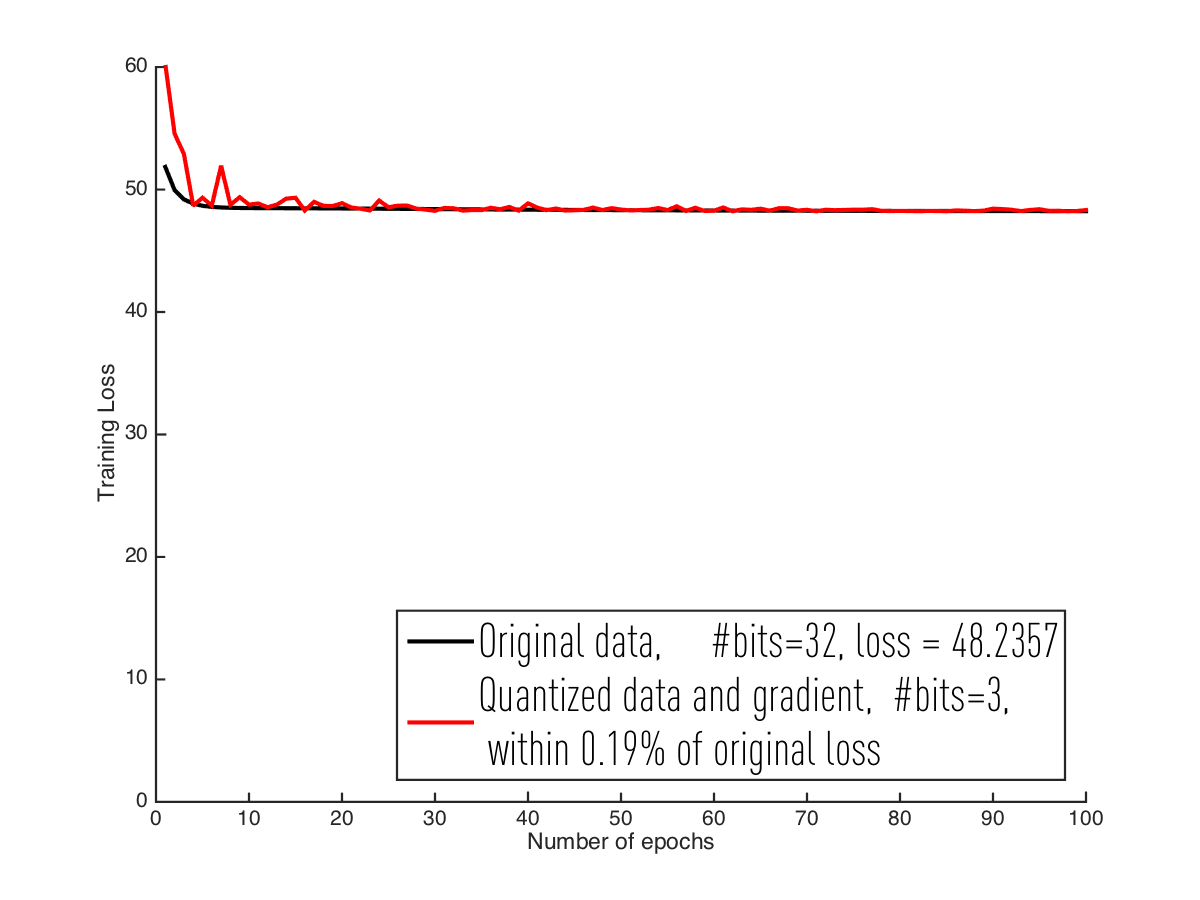 60
50
40
30
20
10
0
Training Loss
Original data, #bits=32, loss = 48.2357
Quantized data and gradient, #bits=3,
within 0.19% of original loss
0 10 20 30 40 50 60 70 80 90 100
Number of epochs